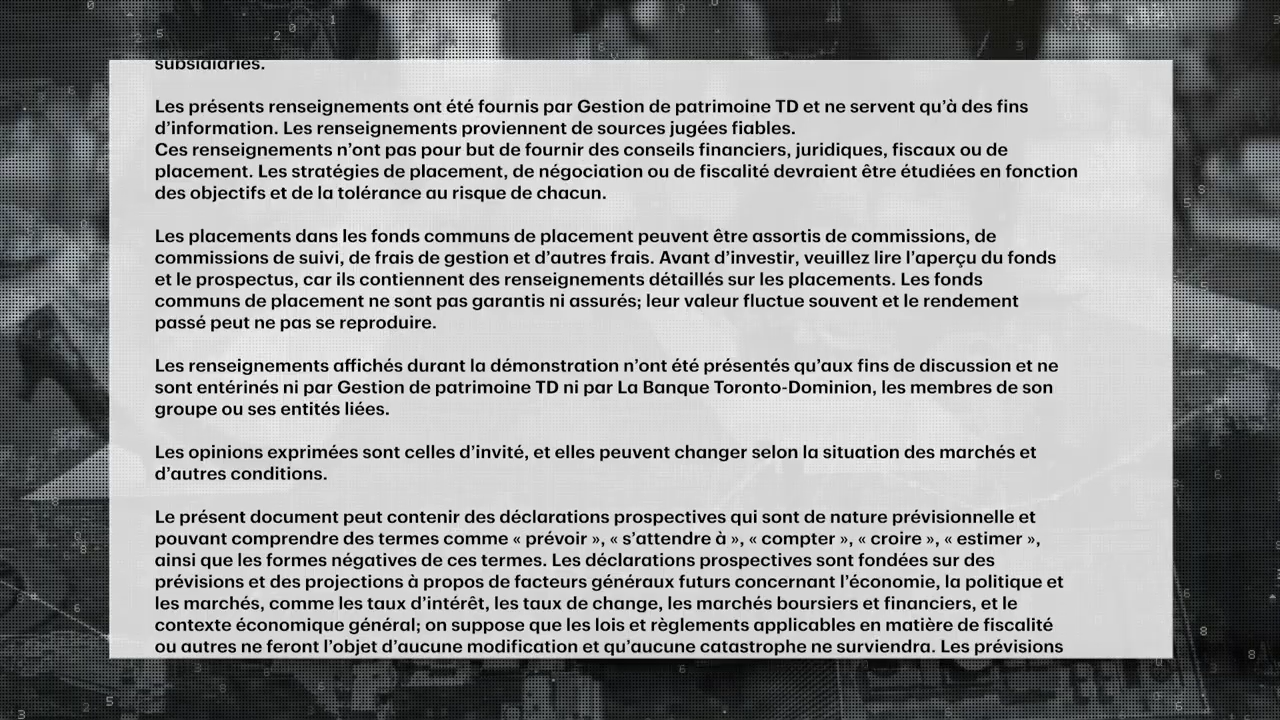 subsidiaries.
Les présents renseignements ont été fournis par Gestion de patrimoine TD et ne servent qu’à des fins
d’information. Les renseignements proviennent de sources jugées fiables.
Ces renseignements n’ont pas pour but de fournir des conseils financiers, juridiques, fiscaux ou de
placement. Les stratégies de placement, de négociation ou de fiscalité devraient être étudiées en fonction
des objectifs et de la tolérance au risque de chacun.
Les placements dans les fonds communs de placement peuvent être assortis de commissions, de
commissions de suivi, de frais de gestion et d’autres frais. Avant d’investir, veuillez lire l’aperçu du fonds
et le prospectus, car ils contiennent des renseignements détaillés sur les placements. Les fonds
communs de placement ne sont pas garantis ni assurés; leur valeur fluctue souvent et le rendement
passé peut ne pas se reproduire.
Les renseignements affichés durant la démonstration n’ont été présentés qu’aux fins de discussion et ne
sont entérinés ni par Gestion de patrimoine TD ni par La Banque Toronto-Dominion, les membres de son
groupe ou ses entités liées.
Les opinions exprimées sont celles d’invité, et elles peuvent changer selon la situation des marchés et
d’autres conditions.
Le présent document peut contenir des déclarations prospectives qui sont de nature prévisionnelle et
pouvant comprendre des termes comme « prévoir », « s’attendre à », « compter », « croire », « estimer »,
ainsi que les formes négatives de ces termes. Les déclarations prospectives sont fondées sur des
prévisions et des projections à propos de facteurs généraux futurs concernant l’économie, la politique et
les marchés, comme les taux d’intérêt, les taux de change, les marchés boursiers et financiers, et le
contexte économique général; on suppose que les lois et règlements applicables en matière de fiscalité
ou autres ne feront l’objet d’aucune modification et qu’aucune catastrophe ne surviendra. Les prévisions